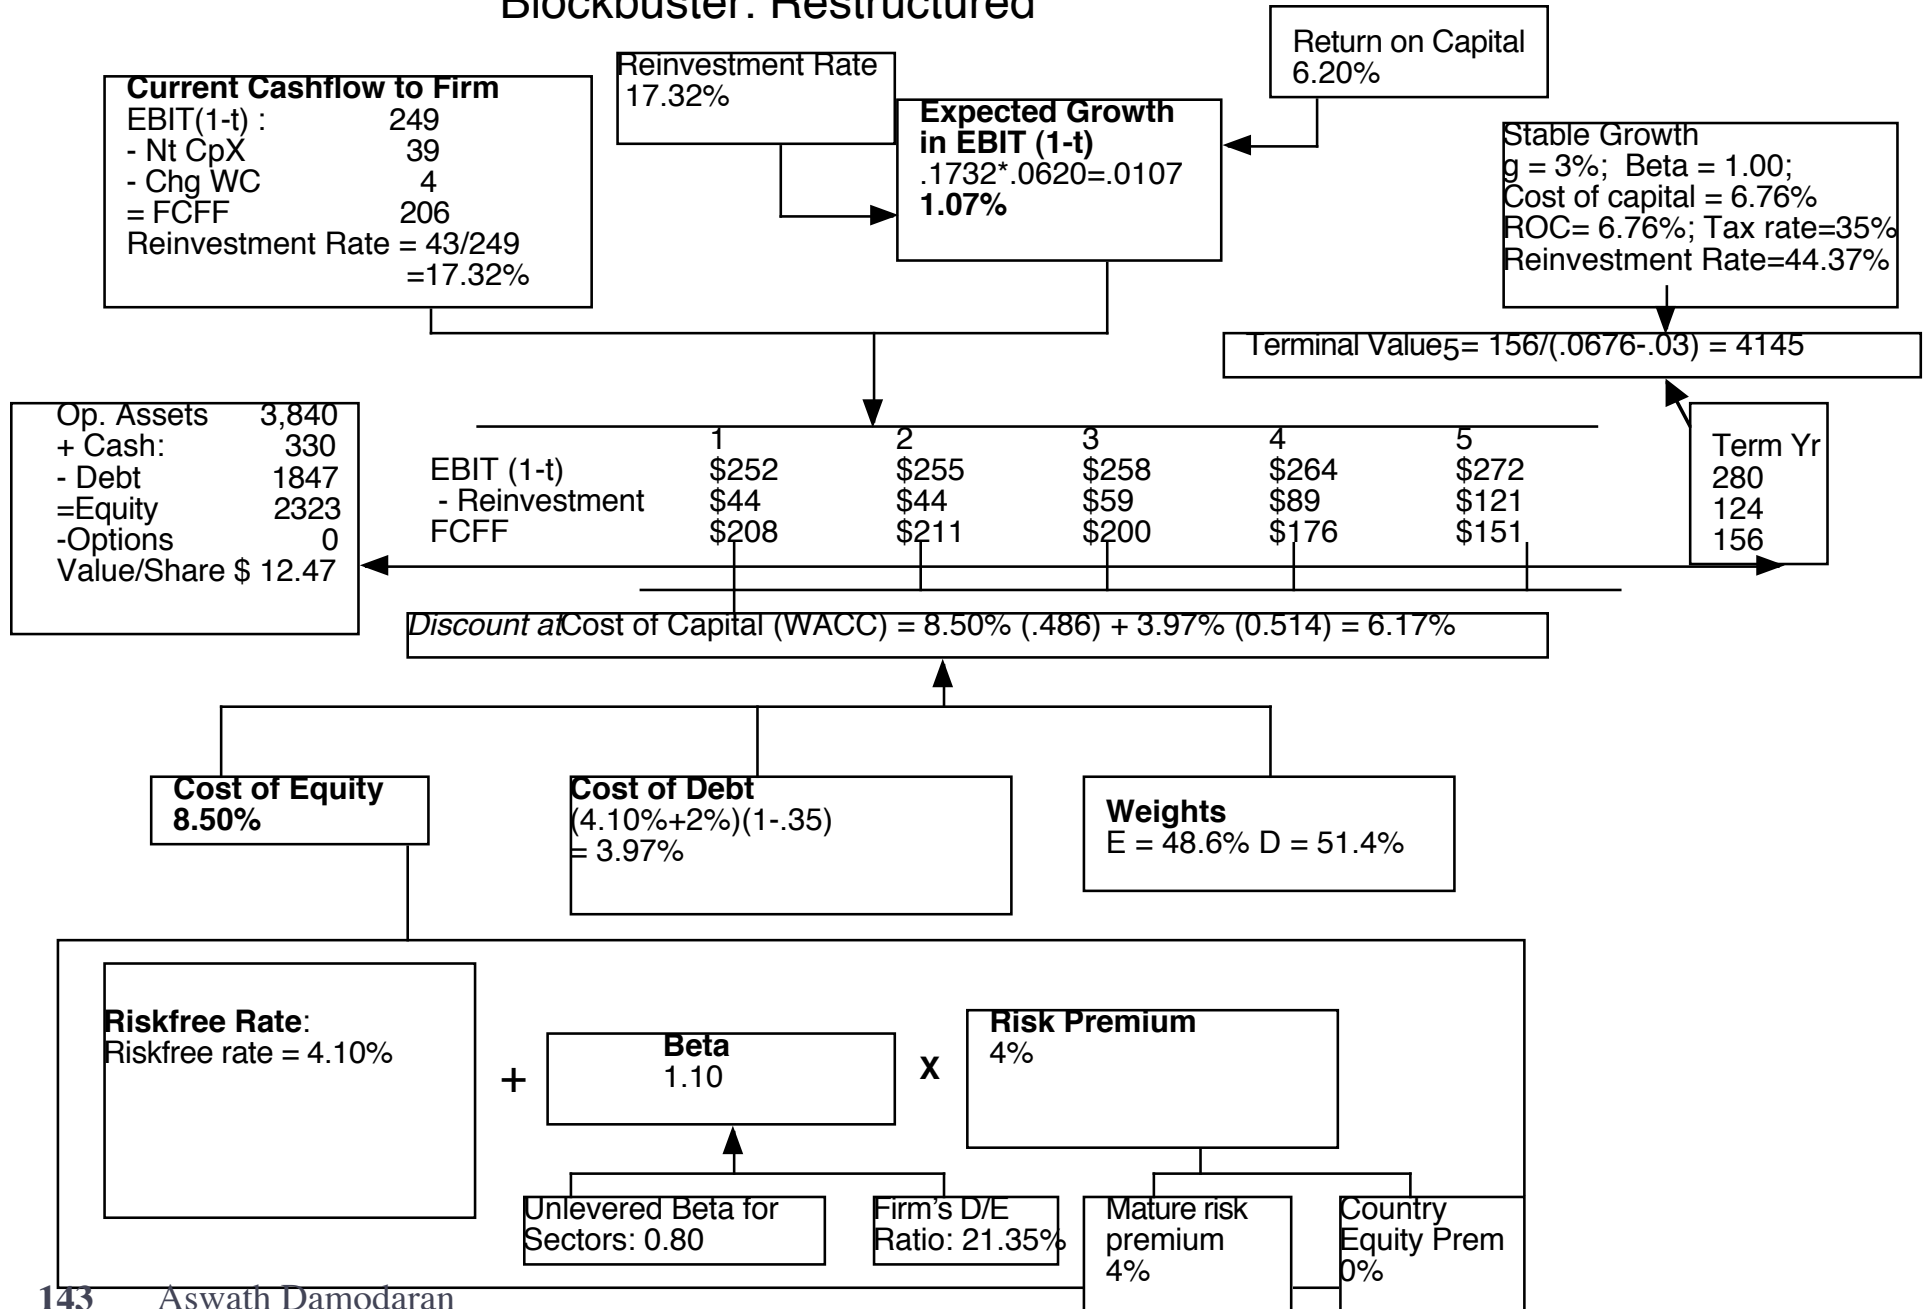 Blockbuster: Restructured
Return on Capital
6.20%
Reinvestment Rate
17.32%
Current Cashflow to Firm
EBIT(1-t) : 249
- Nt CpX 39
- Chg WC 4
= FCFF 206
Reinvestment Rate = 43/249
=17.32%
Expected Growth
in EBIT (1-t)
.1732*.0620=.0107
1.07%
Stable Growth
g = 3%; Beta = 1.00;
Cost of capital = 6.76%
ROC= 6.76%; Tax rate=35%
Reinvestment Rate=44.37%
Terminal Value5= 156/(.0676-.03) = 4145
Op. Assets 3,840
+ Cash: 330
- Debt 1847
=Equity 2323
-Options 0
Value/Share $ 12.47
1 2 3 4 5
EBIT (1-t) $252 $255 $258 $264 $272
- Reinvestment $44 $44 $59 $89 $121
FCFF $208 $211 $200 $176 $151
Term Yr
280
124
156
Discount at Cost of Capital (WACC) = 8.50% (.486) + 3.97% (0.514) = 6.17%
Cost of Equity
8.50%
Cost of Debt
(4.10%+2%)(1-.35)
= 3.97%
Weights
E = 48.6% D = 51.4%
Riskfree Rate:
Riskfree rate = 4.10%
+
Beta
1.10
X
Risk Premium
4%
Unlevered Beta for
Sectors: 0.80
Firm’s D/E
Ratio: 21.35%
Mature risk
premium
4%
Country
Equity Prem
0%
143 Aswath Damodaran